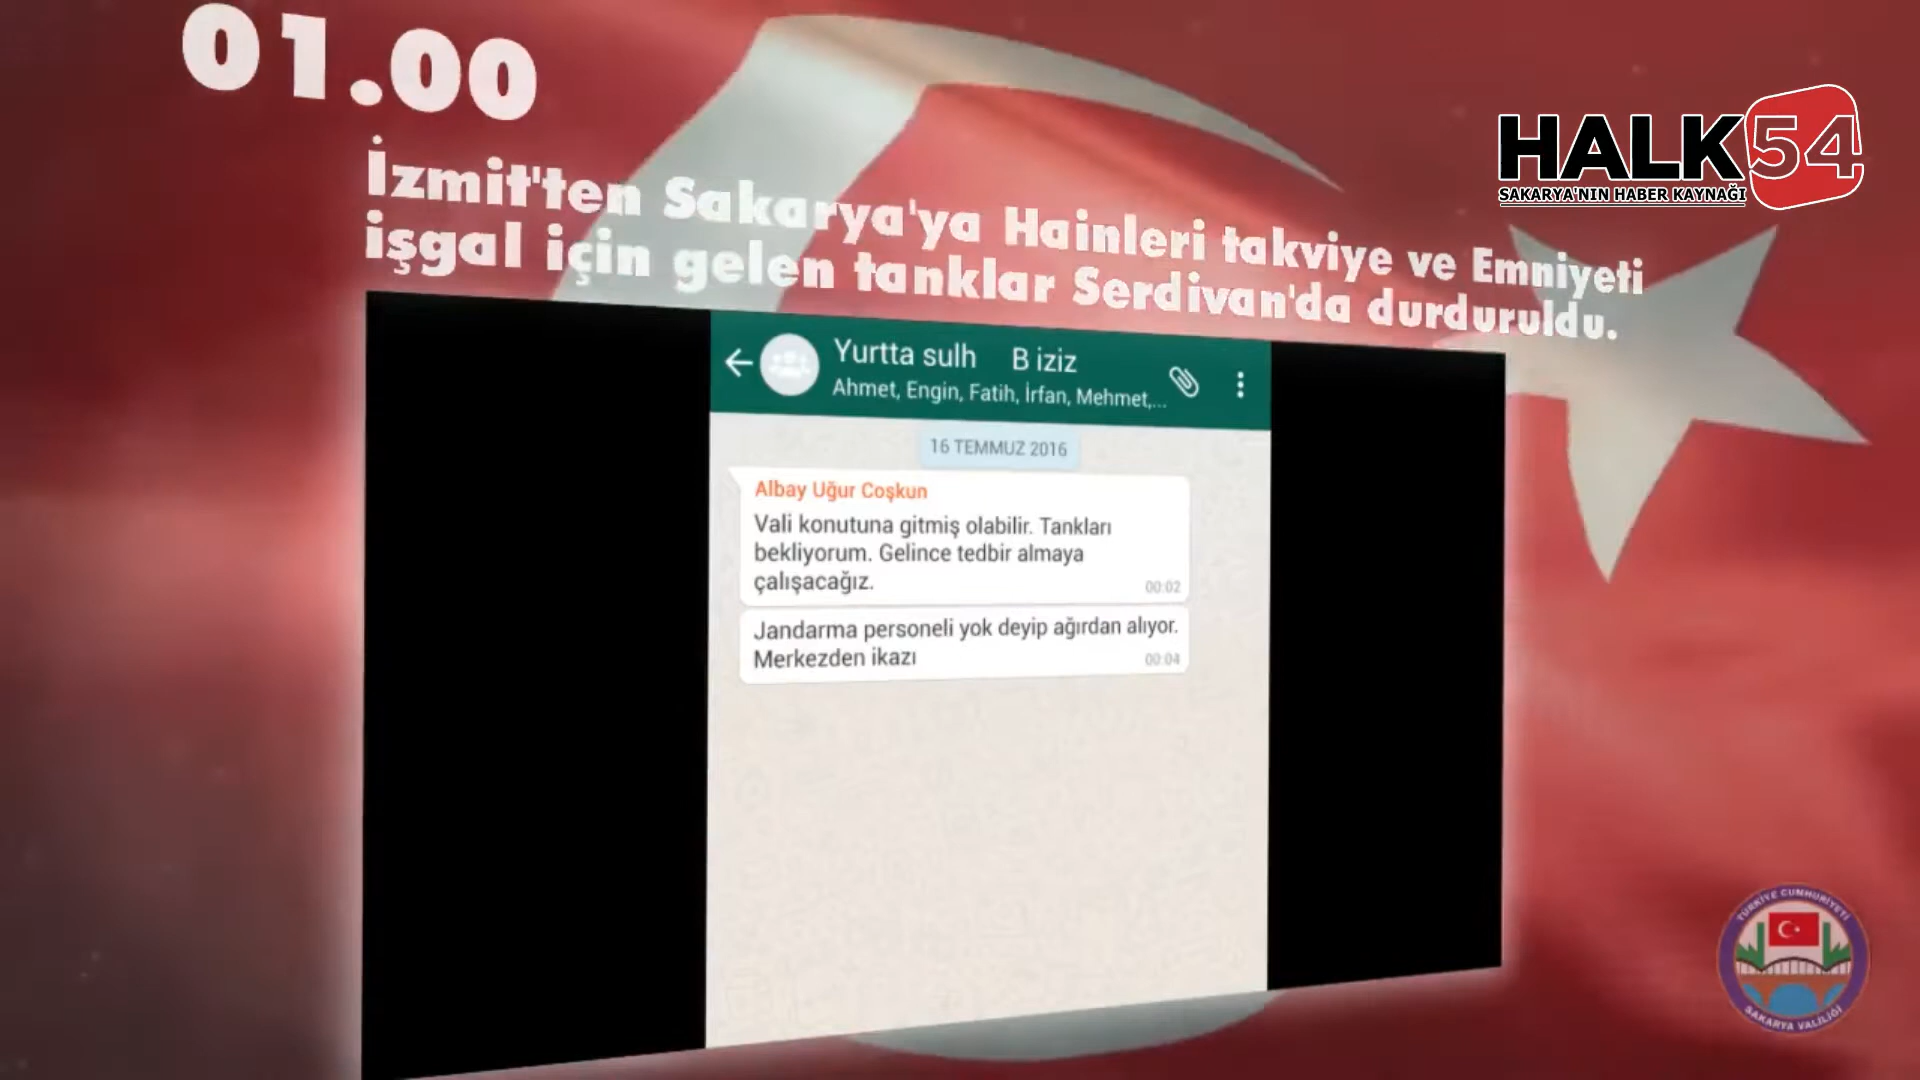 01.00
HALK54
SAKARYA'NIN HABER KAYNAĞI
İzmit'ten Sakarya'ya Hainleri takviye ve Emniyeti
işgal için gelen tanklar Serdivan'da durduruldu.
Yurtta sulh B iziz
Ahmet, Engin, Fatih, İrfan, Mehmet,...
16 TEMMUZ 2016
Albay Uğur Coşkun
Vali konutuna gitmiş olabilir. Tankları
bekliyorum. Gelince tedbir almaya
çalışacağız.
00:02
Jandarma personeli yok deyip ağırdan alıyor.
Merkezden ikazı
00:04
TÜRKİYE CUMHURİYETİ
SAKARYA VALİLİĞİ